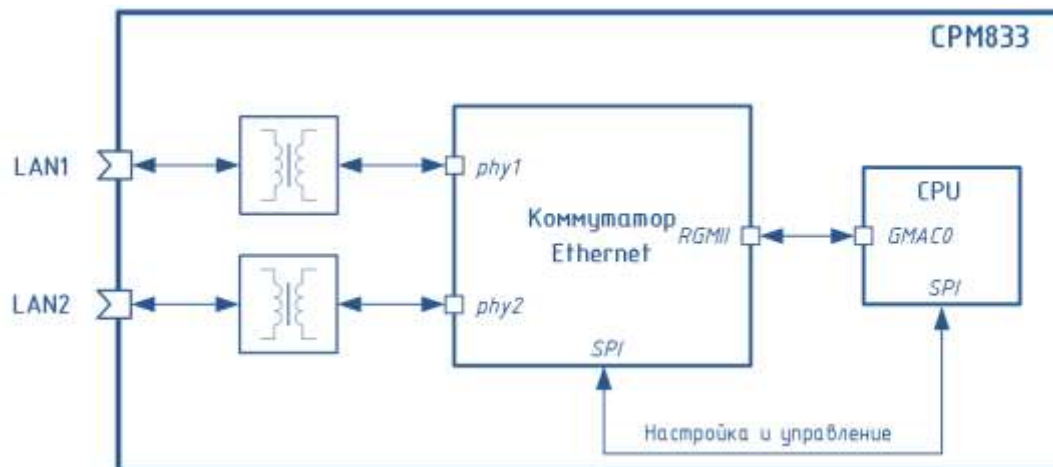 CPM833
LAN1
phy1
CPU
Коммутатор
Ethernet
RGMII
GMAC0
LAN2
phy2
SPI
SPI
Настройка и управление